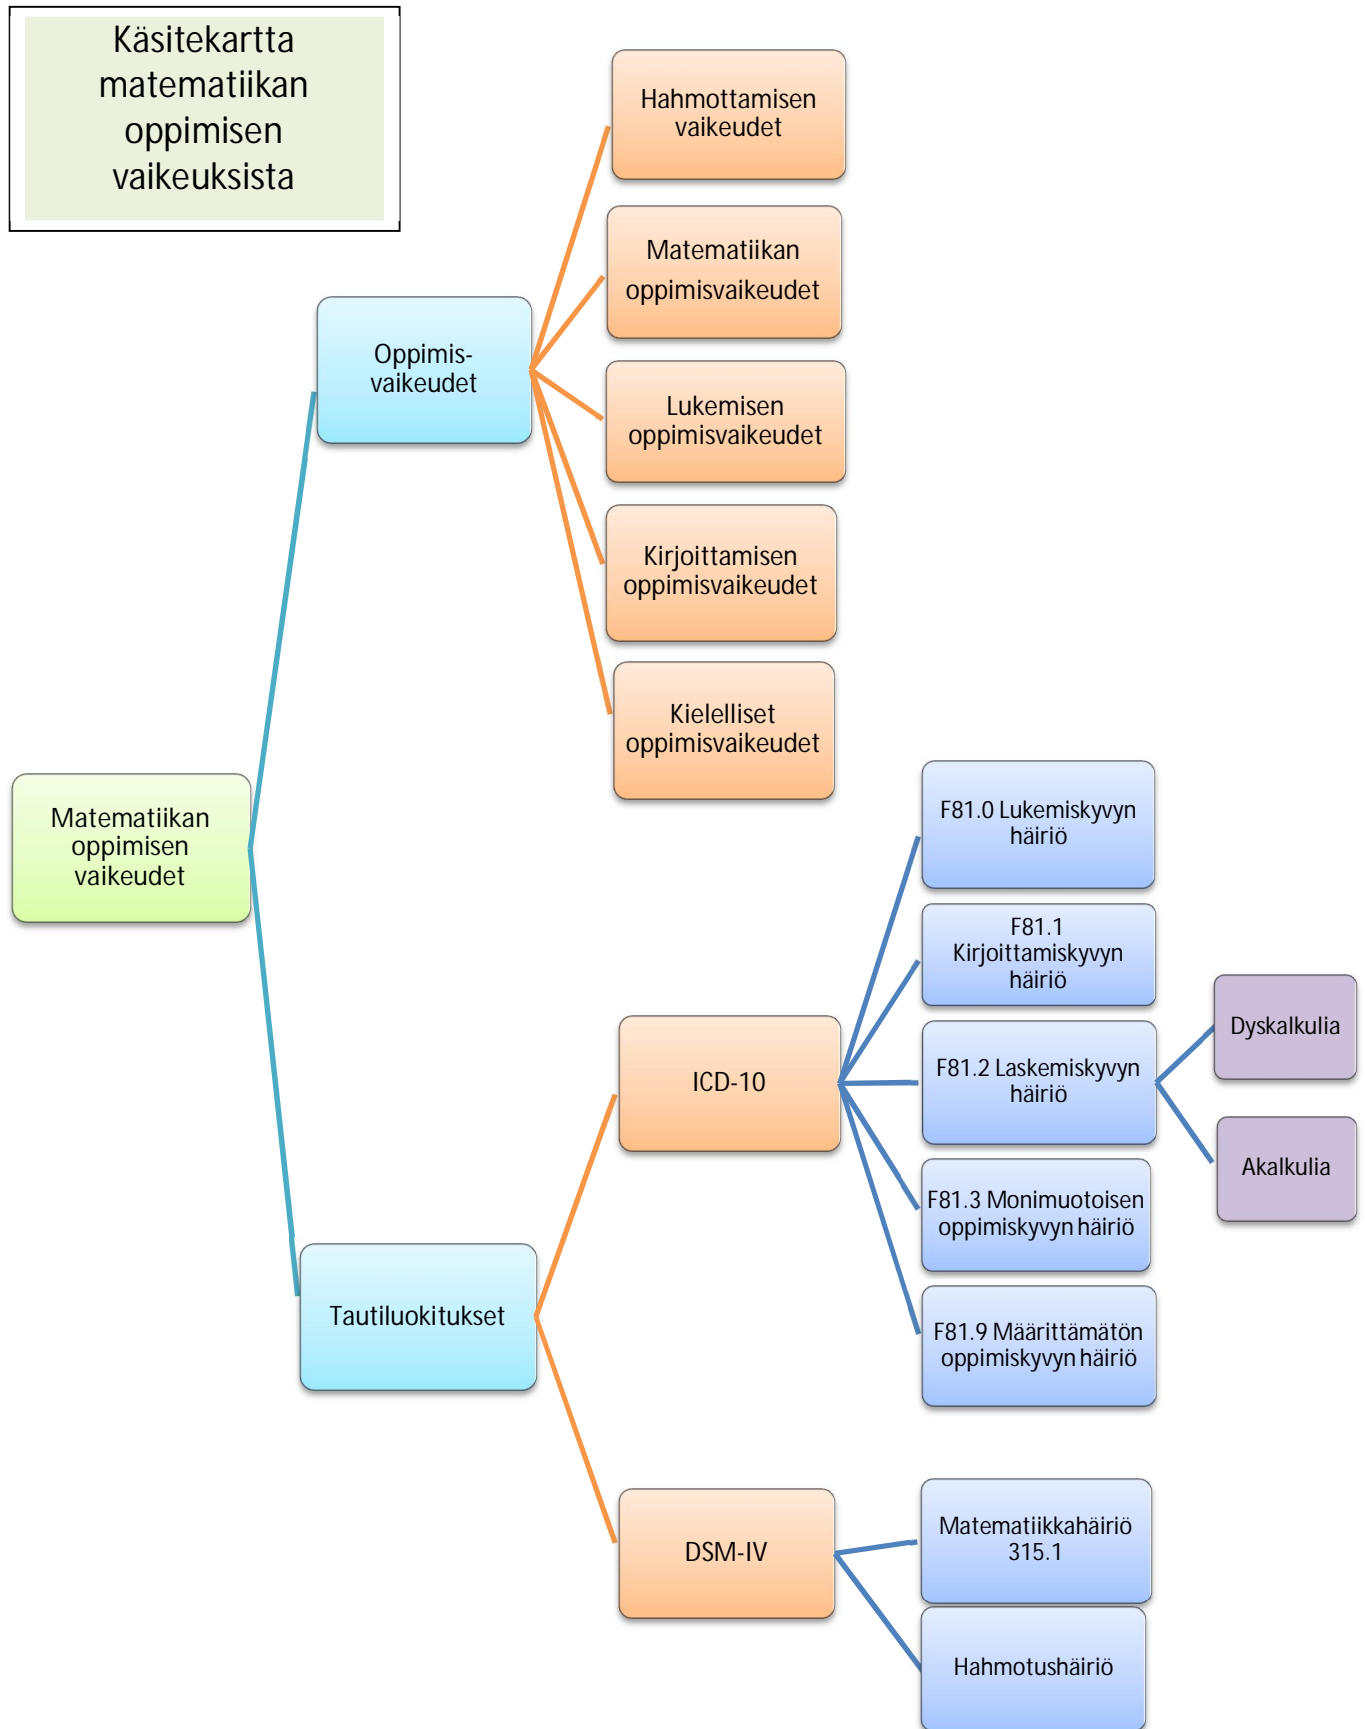 Käsitekartta
matematiikan
oppimisen
vaikeuksista
Hahmottamisen
vaikeudet
Matematiikan
oppimisvaikeudet
Oppimis-
vaikeudet
Lukemisen
oppimisvaikeudet
Kirjoittamisen
oppimisvaikeudet
Kielelliset
oppimisvaikeudet
Matematiikan
oppimisen
vaikeudet
F81.0 Lukemiskyvyn
häiriö
F81.1
Kirjoittamiskyvyn
häiriö
Dyskalkulia
ICD-10
F81.2 Laskemiskyvyn
häiriö
Akalkulia
F81.3 Monimuotoisen
oppimiskyvyn häiriö
Tautiluokitukset
F81.9 Määrittämätön
oppimiskyvyn häiriö
DSM-IV
Matematiikkahäiriö
315.1
Hahmotushäiriö